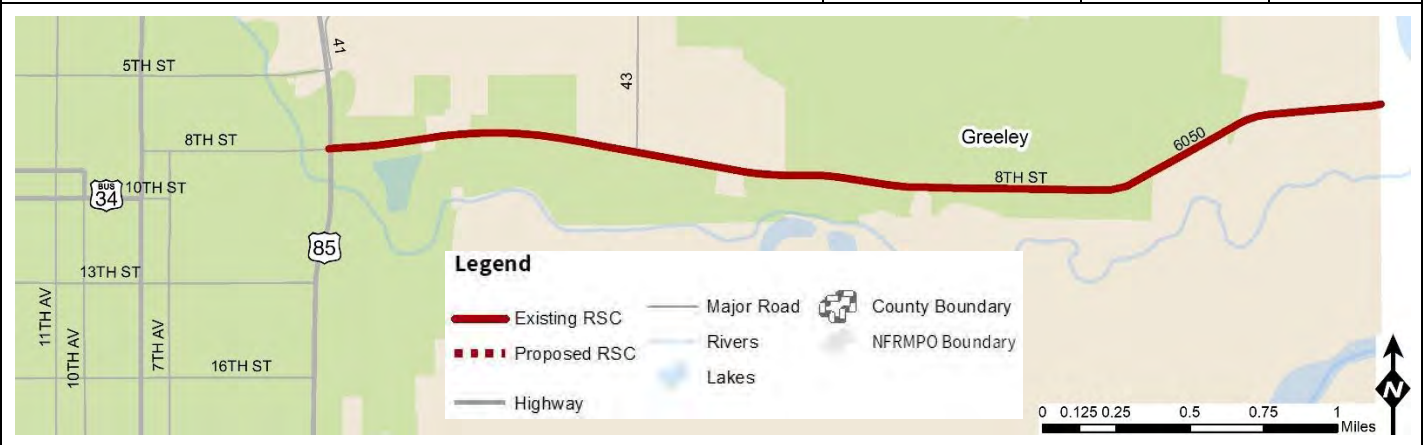 41
5TH ST
43
8TH ST
Greeley
6050
8TH ST
BUS
34
10TH ST
85
13TH ST
11TH AV
10TH AV
7TH AV
16TH ST
Legend
Existing RSC
Proposed RSC
Highway
Major Road
Rivers
Lakes
County Boundary
NFRMPO Boundary
0 0.125 0.25 0.5 0.75 1
Miles
N